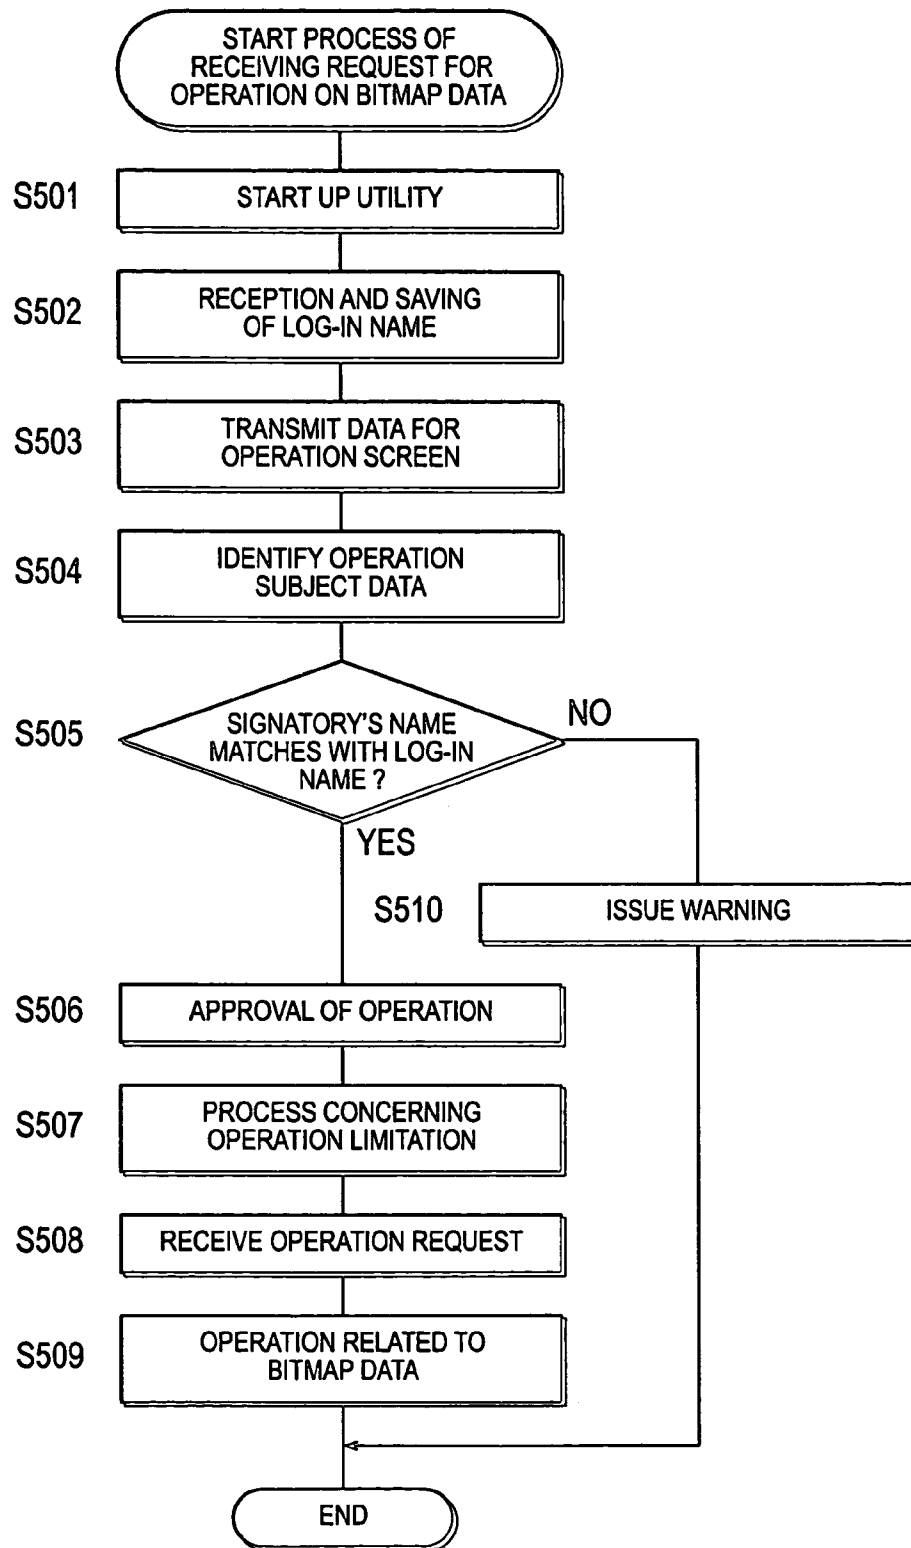 START PROCESS OF
RECEIVING REQUEST FOR
OPERATION ON BITMAP DATA
S501
START UP UTILITY
S502
RECEPTION AND SAVING
OF LOG-IN NAME
S503
TRANSMIT DATA FOR
OPERATION SCREEN
S504
IDENTIFY OPERATION
SUBJECT DATA
S505
SIGNATORY'S NAME
MATCHES WITH LOG-IN
NAME ?
NO
YES
S510
ISSUE WARNING
S506
APPROVAL OF OPERATION
S507
PROCESS CONCERNING
OPERATION LIMITATION
S508
RECEIVE OPERATION REQUEST
S509
OPERATION RELATED TO
BITMAP DATA
END